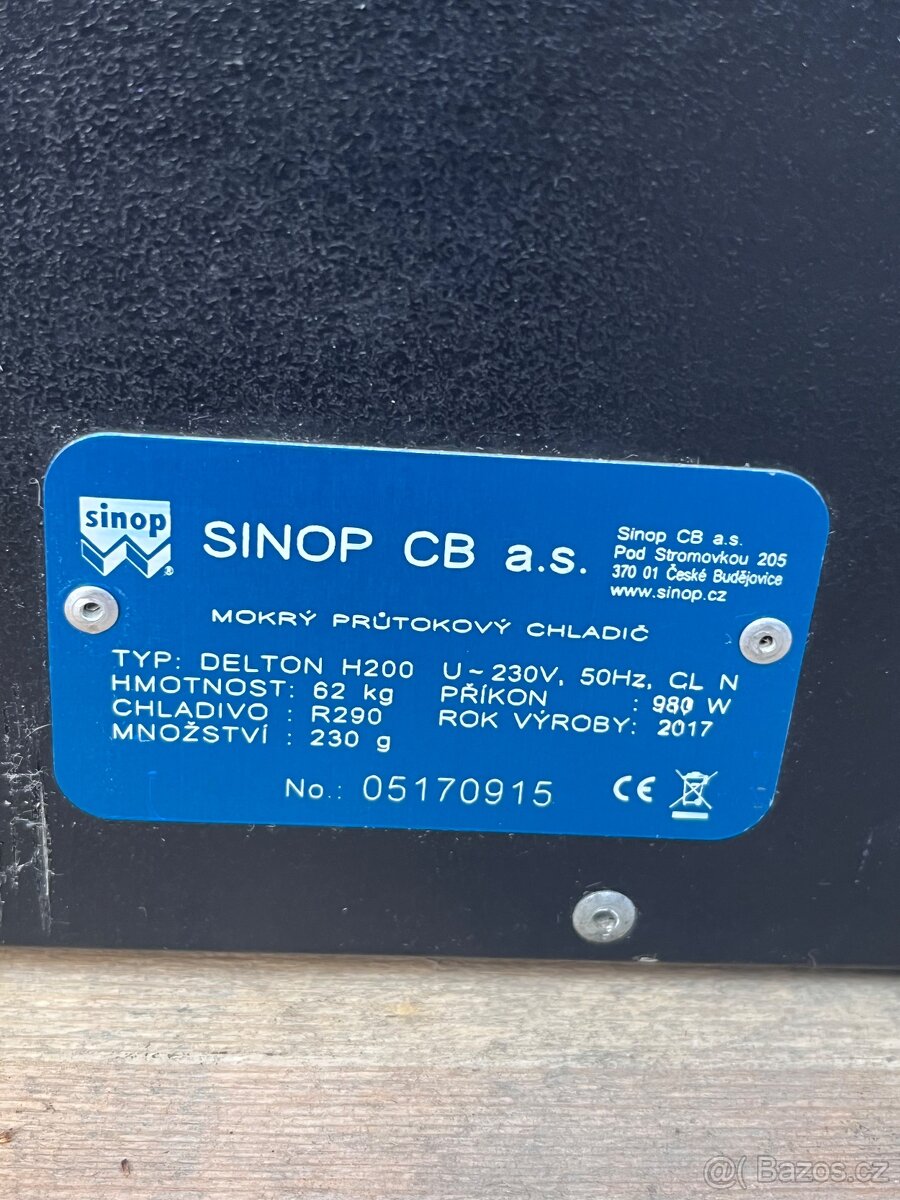 sinop
SINOP CB a.s.
Sinop CB a.s.
Pod Stromovkou 205
370 01 České Budějovice
www.sinop.cz
MOKRÝ PRŮTOKOVÝ CHLADIČ
TYP: DELTON H200 U~230V, 50Hz, CL N
HMOTNOST: 62 kg PŘÍKON : 980 W
CHLADIVO : R290 ROK VÝROBY: 2017
MNOŽSTVÍ : 230 g
No.: 05170915 CE
@( Bazos.cz